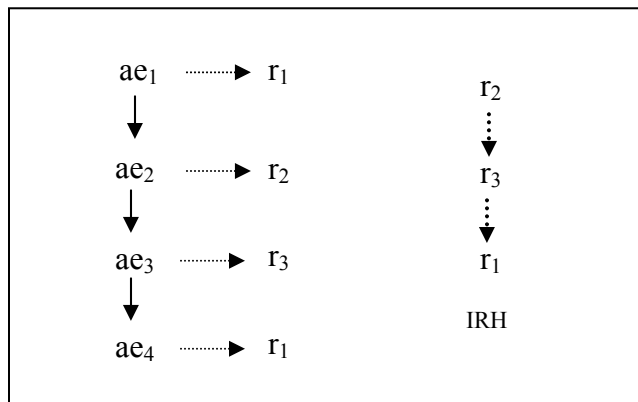 ae₁ r₁
ae₂ r₂
ae₃ r₃
ae₄ r₁
r₂
r₃
r₁
IRH